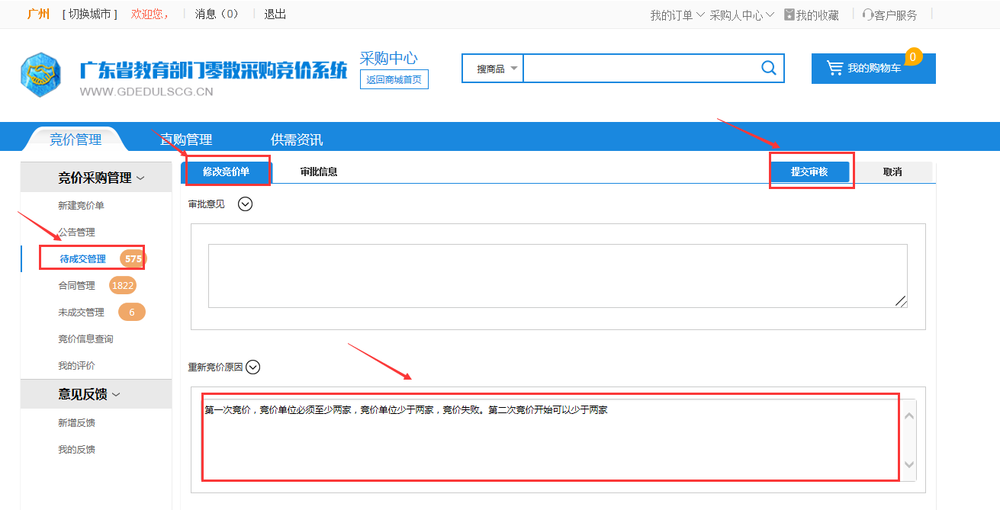 广州 [ 切换城市 ] 欢迎您， 消息（0） 退出 我的订单 采购人中心 我的收藏 客户服务
广东省教育部门零散采购竞价系统
WWW.GDEDULSCG.CN
采购中心
返回商城首页
搜商品
我的购物车 0
竞价管理 直购管理 供需资讯
竞价采购管理
新建竞价单
公告管理
待成交管理 575
合同管理 1822
未成交管理 6
竞价信息查询
我的评价
意见反馈
新增反馈
我的反馈
修改竞价单 审批信息 提交审核 取消
审批意见
重新竞价原因
第一次竞价，竞价单位必须至少两家，竞价单位少于两家，竞价失败。第二次竞价开始可以少于两家